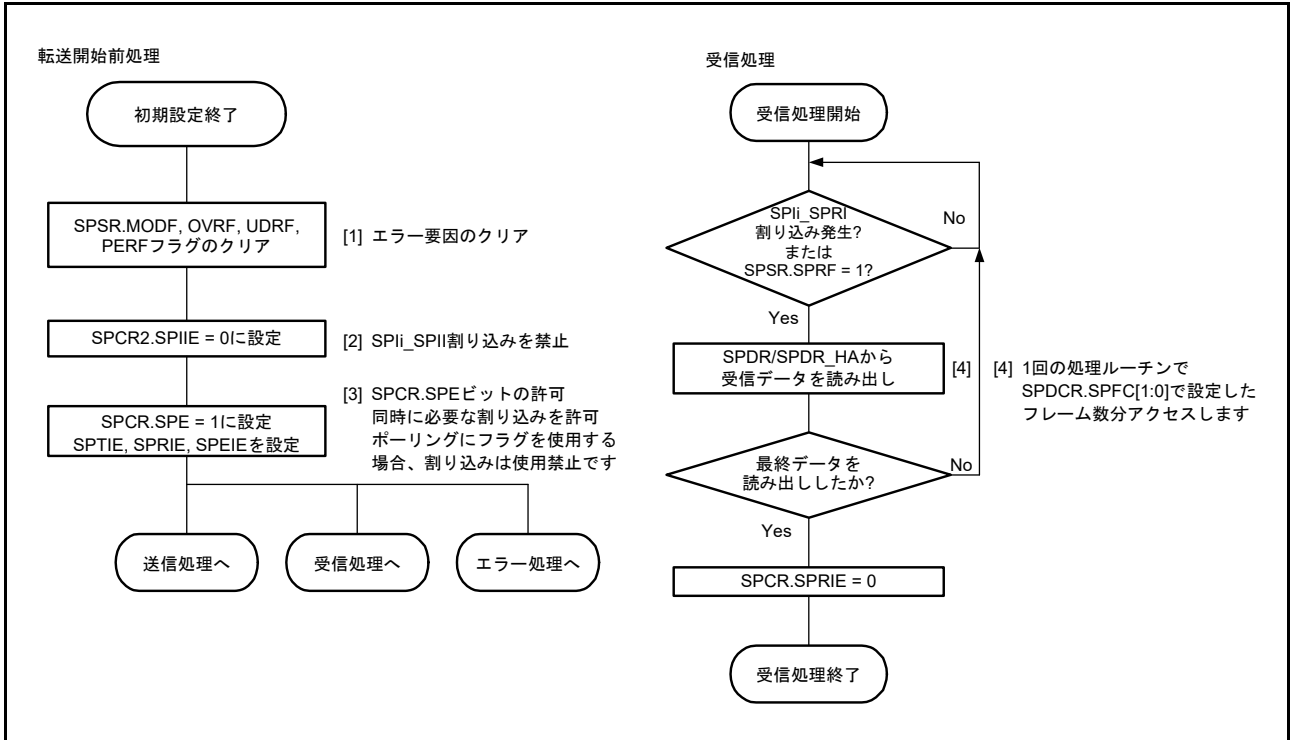 転送開始前処理
初期設定終了
SPSR.MODF, OVRF, UDRF,
PERFフラグのクリア
[1] エラー要因のクリア
SPCR2.SPIIE = 0に設定
[2] SPIi_SPII割り込みを禁止
SPCR.SPE = 1に設定
SPTIE, SPRIE, SPEIEを設定
[3] SPCR.SPEビットの許可
同時に必要な割り込みを許可
ポーリングにフラグを使用する
場合、割り込みは使用禁止です
送信処理へ
受信処理へ
エラー処理へ
受信処理
受信処理開始
SPIi_SPRI
割り込み発生?
または
SPSR.SPRF = 1?
No
Yes
SPDR/SPDR_HAから
受信データを読み出し
[4]
[4] 1回の処理ルーチンで
SPDCR.SPFC[1:0]で設定した
フレーム数分アクセスします
最終データを
読み出ししたか?
No
Yes
SPCR.SPRIE = 0
受信処理終了